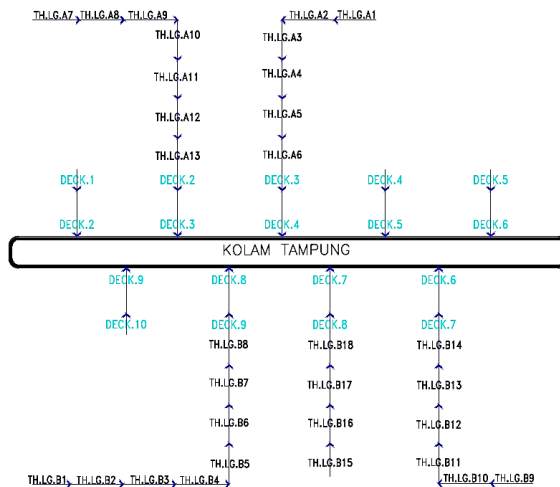 TH.LG.A7 TH.LG.A8 TH.LG.A9 TH.LG.A2 TH.LG.A1
TH.LG.A10 TH.LG.A3
TH.LG.A11 TH.LG.A4
TH.LG.A12 TH.LG.A5
TH.LG.A13 TH.LG.A6
DECK.1 DECK.2 DECK.3 DECK.4 DECK.5
DECK.2 DECK.3 DECK.4 DECK.5 DECK.6
KOLAM TAMPUNG
DECK.9 DECK.8 DECK.7 DECK.6
DECK.10 DECK.9 DECK.8 DECK.7
TH.LG.B8 TH.LG.B18 TH.LG.B14
TH.LG.B7 TH.LG.B17 TH.LG.B13
TH.LG.B6 TH.LG.B16 TH.LG.B12
TH.LG.B5 TH.LG.B15 TH.LG.B11
TH.LG.B1 TH.LG.B2 TH.LG.B3 TH.LG.B4 TH.LG.B10 TH.LG.B9